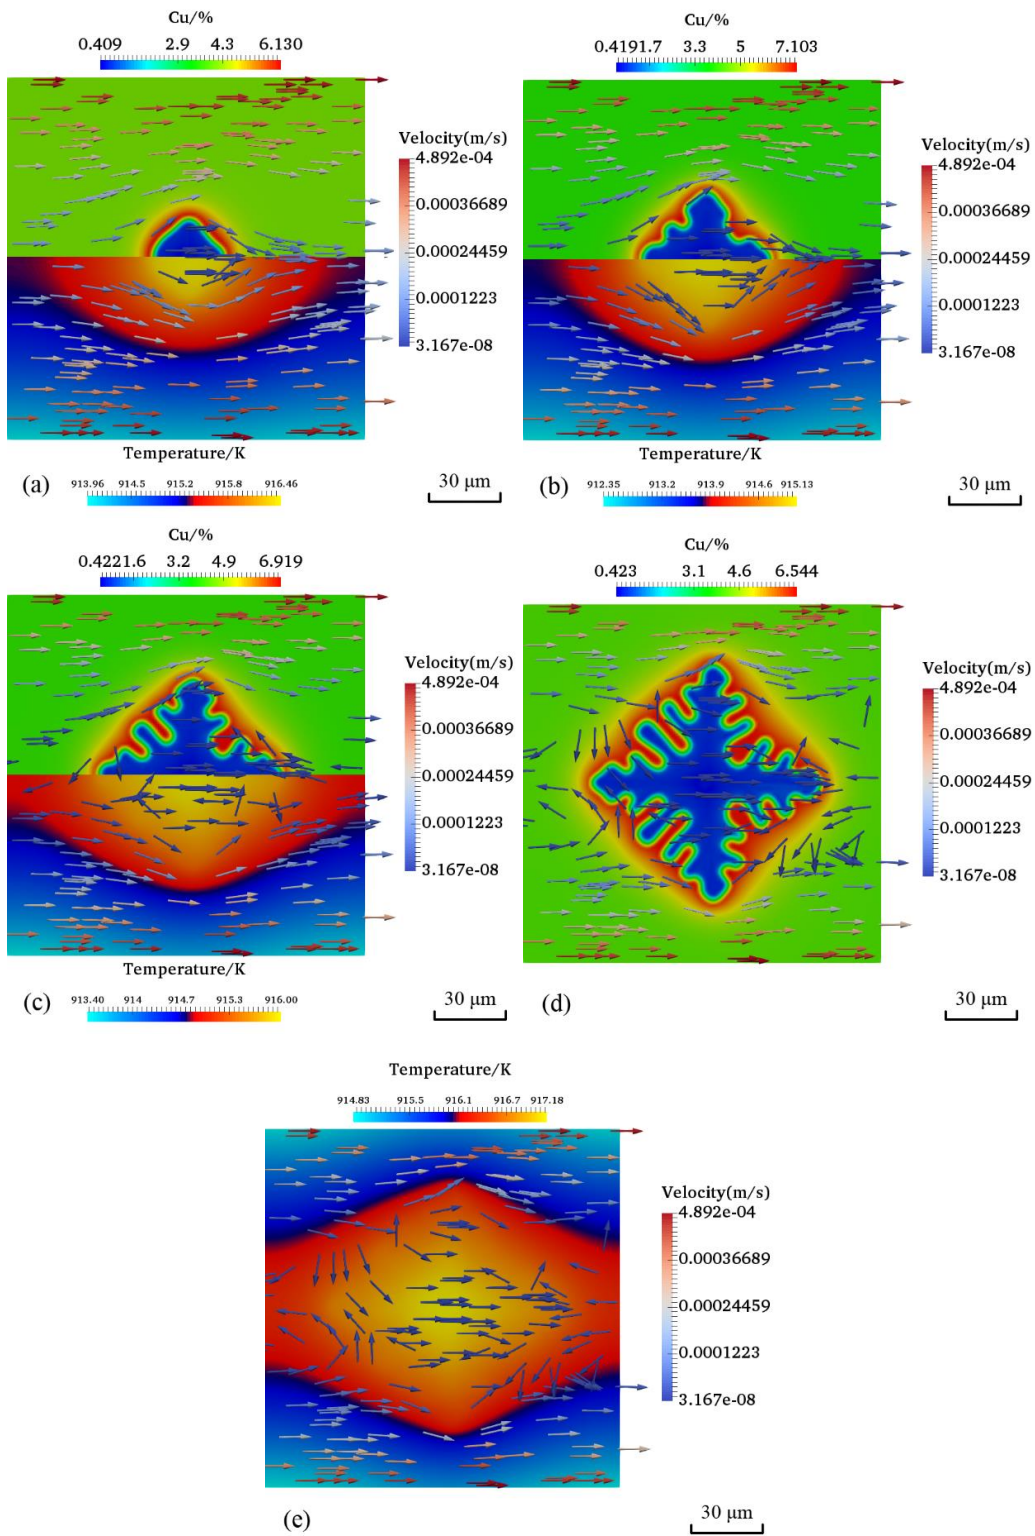 Cu/%
0.409 2.9 4.3 6.130
Velocity(m/s)
4.892e-04
0.00036689
0.00024459
0.0001223
3.167e-08
Temperature/K
(a)
913.96 914.5 915.2 915.8 916.46
30 μm
Cu/%
0.4191.7 3.3 5 7.103
Velocity(m/s)
4.892e-04
0.00036689
0.00024459
0.0001223
3.167e-08
Temperature/K
(b)
912.35 913.2 913.9 914.6 915.13
30 μm
Cu/%
0.4221.6 3.2 4.9 6.919
Velocity(m/s)
4.892e-04
0.00036689
0.00024459
0.0001223
3.167e-08
Temperature/K
(c)
913.40 914 914.7 915.3 916.00
30 μm
Cu/%
0.423 3.1 4.6 6.544
Velocity(m/s)
4.892e-04
0.00036689
0.00024459
0.0001223
3.167e-08
(d)
30 μm
Temperature/K
914.83 915.5 916.1 916.7 917.18
Velocity(m/s)
4.892e-04
0.00036689
0.00024459
0.0001223
3.167e-08
(e)
30 μm